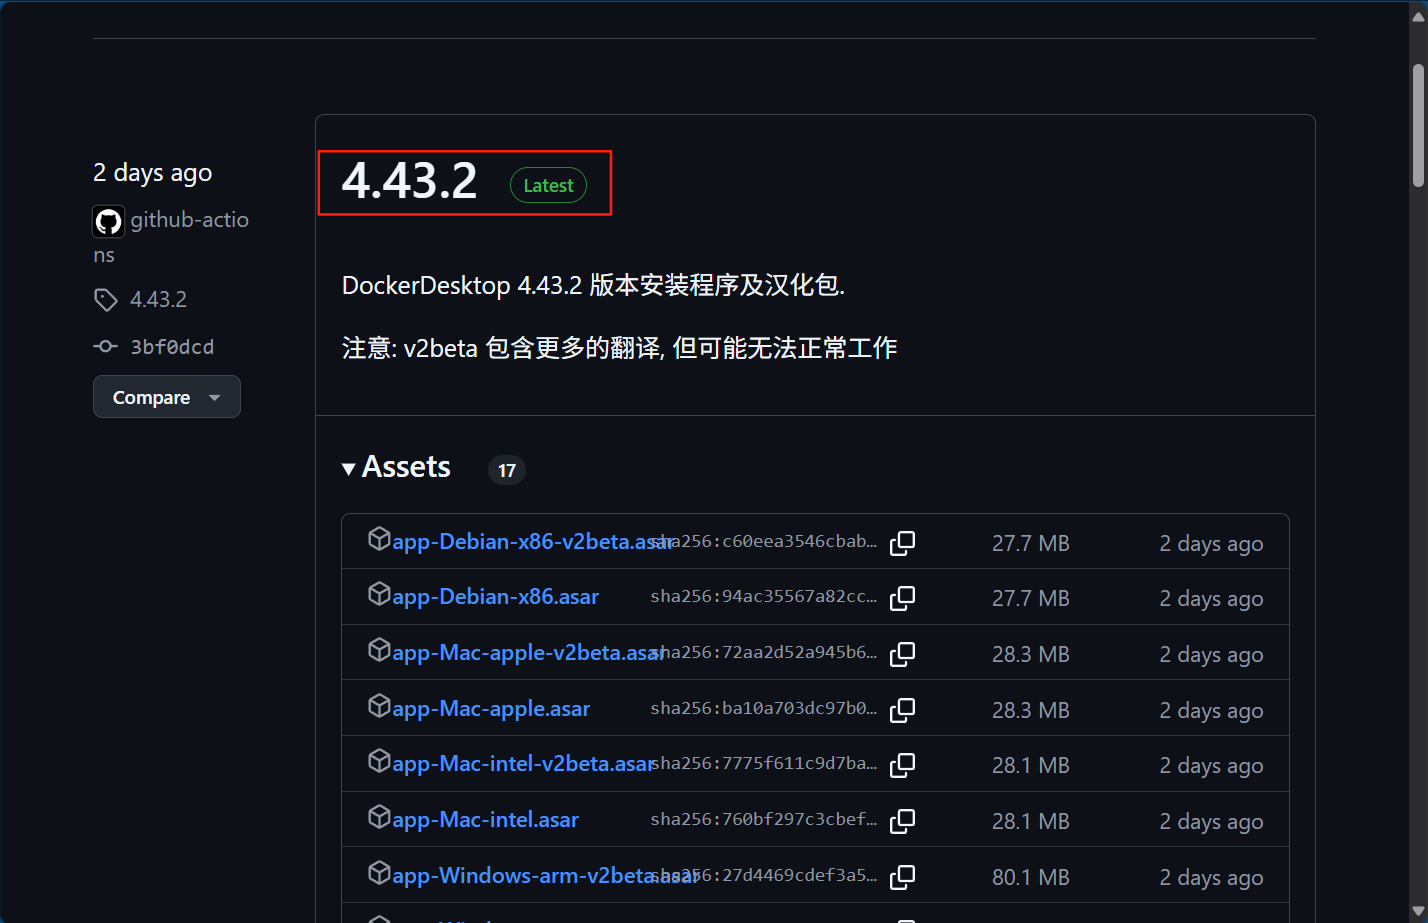 2 days ago
github-actio
ns
4.43.2
3bf0dcd
Compare
4.43.2 Latest
DockerDesktop 4.43.2 版本安装程序及汉化包.
注意: v2beta 包含更多的翻译, 但可能无法正常工作
Assets 17
app-Debian-x86-v2beta.asar sha256:c60eea3546cbab… 27.7 MB 2 days ago
app-Debian-x86.asar sha256:94ac35567a82cc… 27.7 MB 2 days ago
app-Mac-apple-v2beta.asar sha256:72aa2d52a945b6… 28.3 MB 2 days ago
app-Mac-apple.asar sha256:ba10a703dc97b0… 28.3 MB 2 days ago
app-Mac-intel-v2beta.asar sha256:7775f611c9d7ba… 28.1 MB 2 days ago
app-Mac-intel.asar sha256:760bf297c3cbef… 28.1 MB 2 days ago
app-Windows-arm-v2beta.asar sha256:27d4469cdef3a5… 80.1 MB 2 days ago